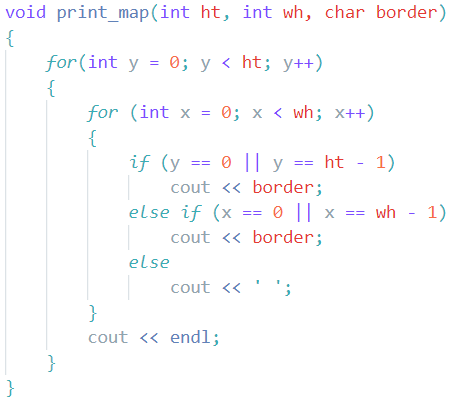 void print_map(int ht, int wh, char border)
{
    for(int y = 0; y < ht; y++)
    {
        for (int x = 0; x < wh; x++)
        {
            if (y == 0 || y == ht - 1)
                cout << border;
            else if (x == 0 || x == wh - 1)
                cout << border;
            else
                cout << ' ';
        }
        cout << endl;
    }
}